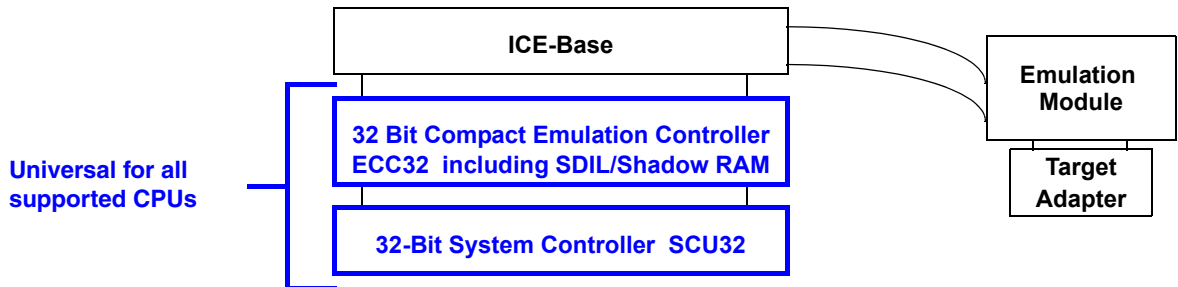 ICE-Base
Emulation
Module
32 Bit Compact Emulation Controller
ECC32 including SDIL/Shadow RAM
Universal for all
supported CPUs
Target
Adapter
32-Bit System Controller SCU32